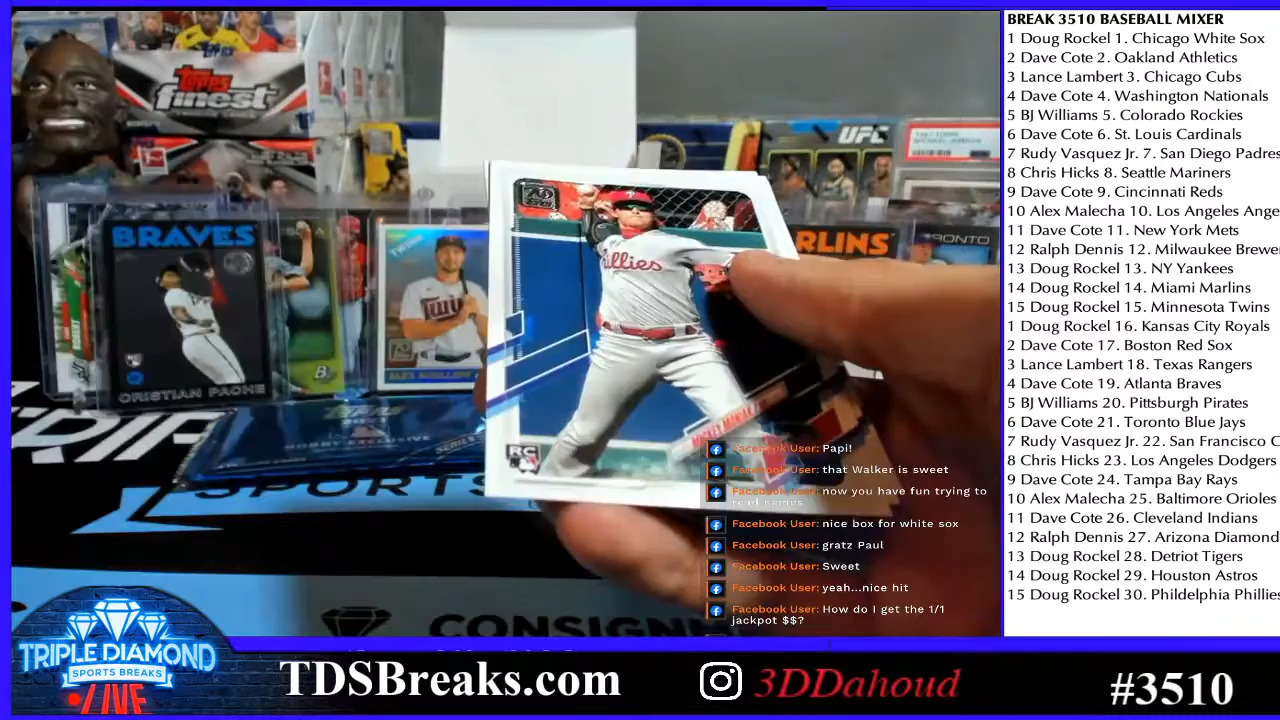 BREAK 3510 BASEBALL MIXER
1 Doug Rockel 1. Chicago White Sox
2 Dave Cote 2. Oakland Athletics
3 Lance Lambert 3. Chicago Cubs
4 Dave Cote 4. Washington Nationals
5 BJ Williams 5. Colorado Rockies
6 Dave Cote 6. St. Louis Cardinals
7 Rudy Vasquez Jr. 7. San Diego Padres
8 Chris Hicks 8. Seattle Mariners
9 Dave Cote 9. Cincinnati Reds
10 Alex Malecha 10. Los Angeles Ange
11 Dave Cote 11. New York Mets
12 Ralph Dennis 12. Milwaukee Brewe
13 Doug Rockel 13. NY Yankees
14 Doug Rockel 14. Miami Marlins
15 Doug Rockel 15. Minnesota Twins
1 Doug Rockel 16. Kansas City Royals
2 Dave Cote 17. Boston Red Sox
3 Lance Lambert 18. Texas Rangers
4 Dave Cote 19. Atlanta Braves
5 BJ Williams 20. Pittsburgh Pirates
6 Dave Cote 21. Toronto Blue Jays
7 Rudy Vasquez Jr. 22. San Francisco C
8 Chris Hicks 23. Los Angeles Dodgers
9 Dave Cote 24. Tampa Bay Rays
10 Alex Malecha 25. Baltimore Orioles
11 Dave Cote 26. Cleveland Indians
12 Ralph Dennis 27. Arizona Diamond
13 Doug Rockel 28. Detriot Tigers
14 Doug Rockel 29. Houston Astros
15 Doug Rockel 30. Phildelphia Phillies
Topps
finest
UFC
BRAVES
CRISTIAN PACHE
TWINS
RLINS
RONTO
Phillies
RC
HOBBY EXCLUSIVE
SPORTS
CONSIGNM
Facebook User: Papi!
Facebook User: that Walker is sweet
Facebook User: now you have fun trying to
read names
Facebook User: nice box for white sox
Facebook User: gratz Paul
Facebook User: Sweet
Facebook User: yeah...nice hit
Facebook User: How do I get the 1/1
jackpot $$?
TRIPLE DIAMOND
SPORTS BREAKS
LIVE
TDSBreaks.com
3DDahoud
#3510